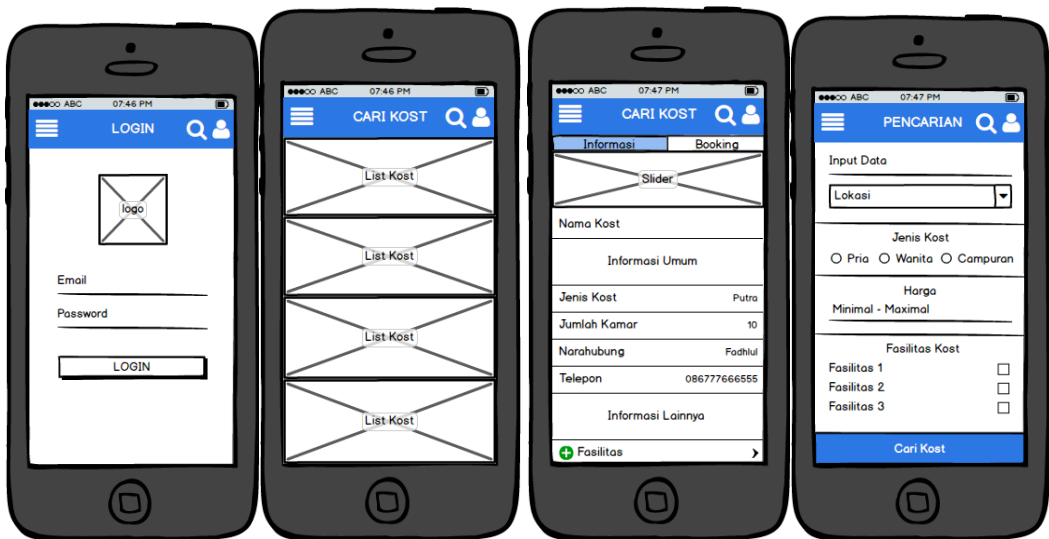 ●●●○○ ABC 07:46 PM
LOGIN
logo
Email
Password
LOGIN
●●●○○ ABC 07:46 PM
CARI KOST
List Kost
List Kost
List Kost
List Kost
●●●○○ ABC 07:47 PM
CARI KOST
Informasi Booking
Slider
Nama Kost
Informasi Umum
Jenis Kost Putra
Jumlah Kamar 10
Narahubung Fadhlul
Telepon 086777666555
Informasi Lainnya
Fasilitas
●●●○○ ABC 07:47 PM
PENCARIAN
Input Data
Lokasi
Jenis Kost
Pria Wanita Campuran
Harga
Minimal - Maximal
Fasilitas Kost
Fasilitas 1
Fasilitas 2
Fasilitas 3
Cari Kost